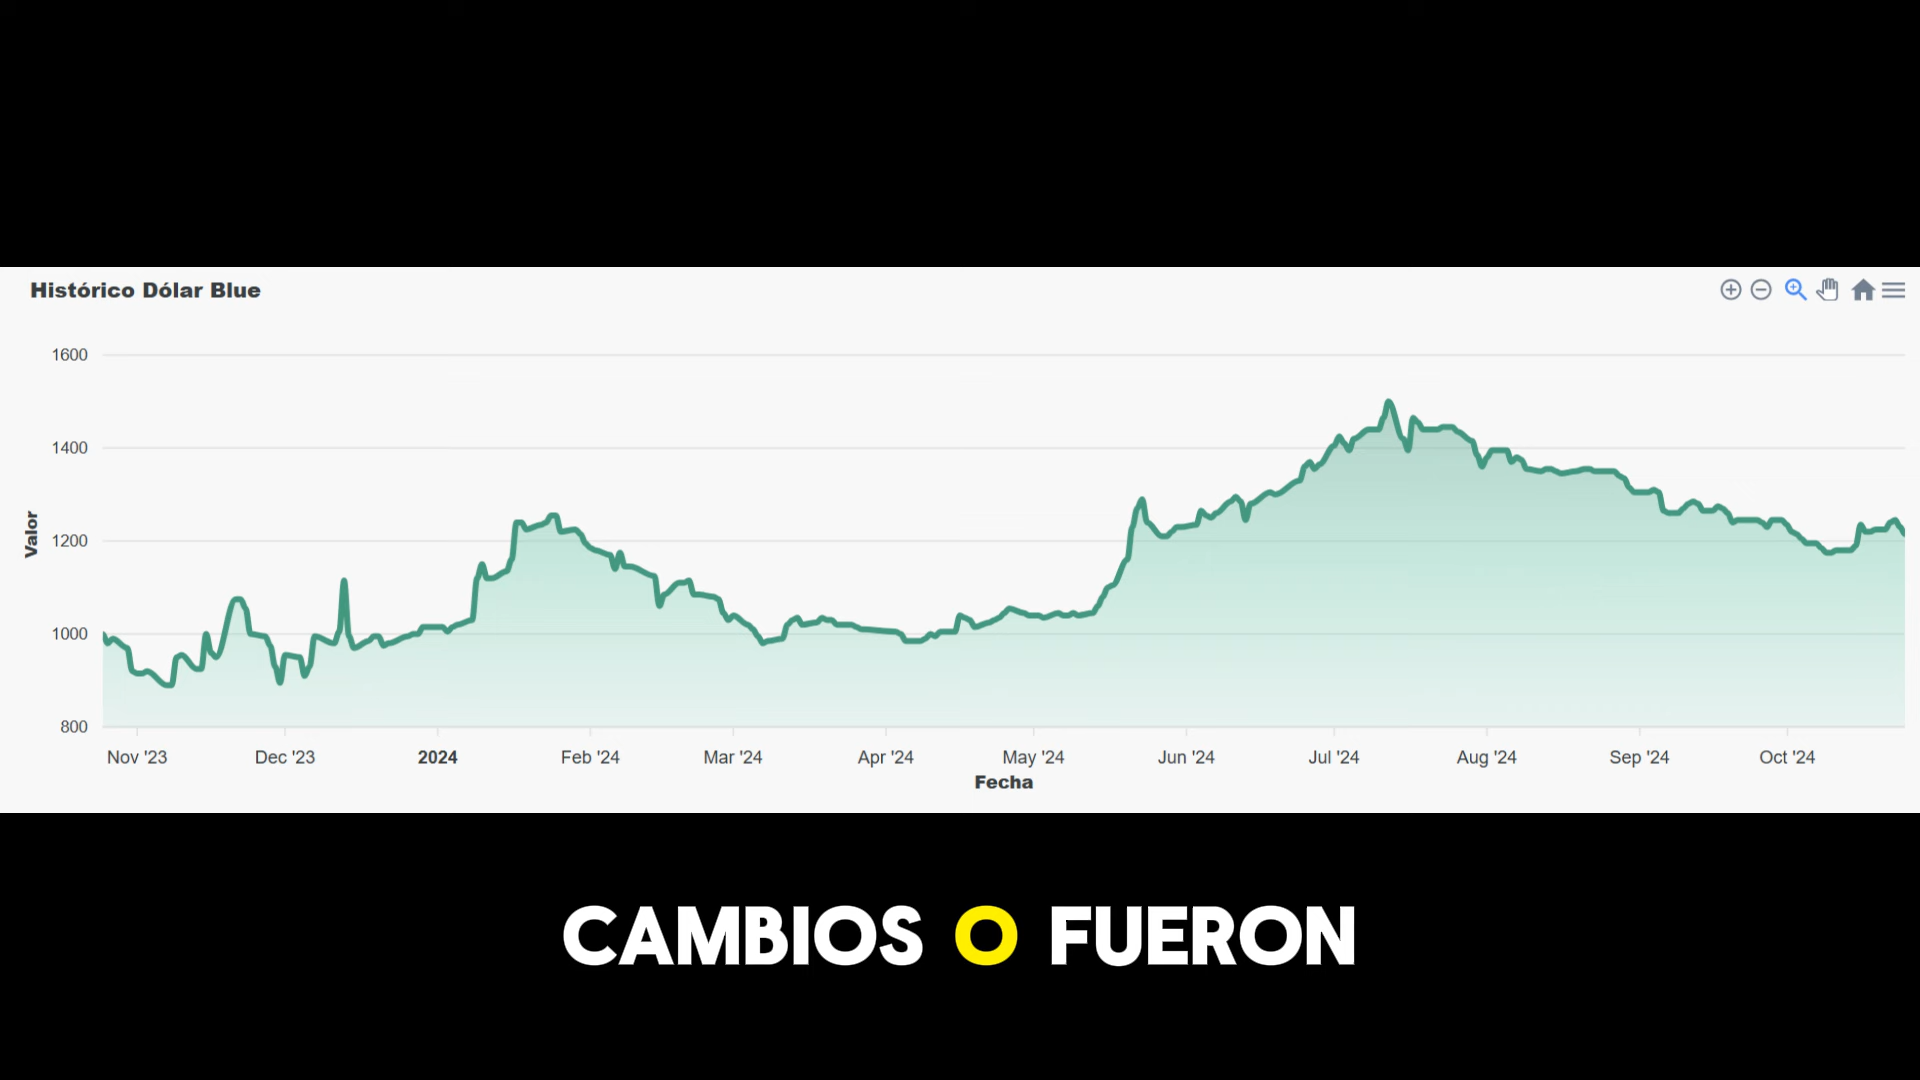 Histórico Dólar Blue
1600
1400
1200
1000
800
Valor
Nov '23 Dec '23 2024 Feb '24 Mar '24 Apr '24 May '24 Jun '24 Jul '24 Aug '24 Sep '24 Oct '24
Fecha
CAMBIOS O FUERON